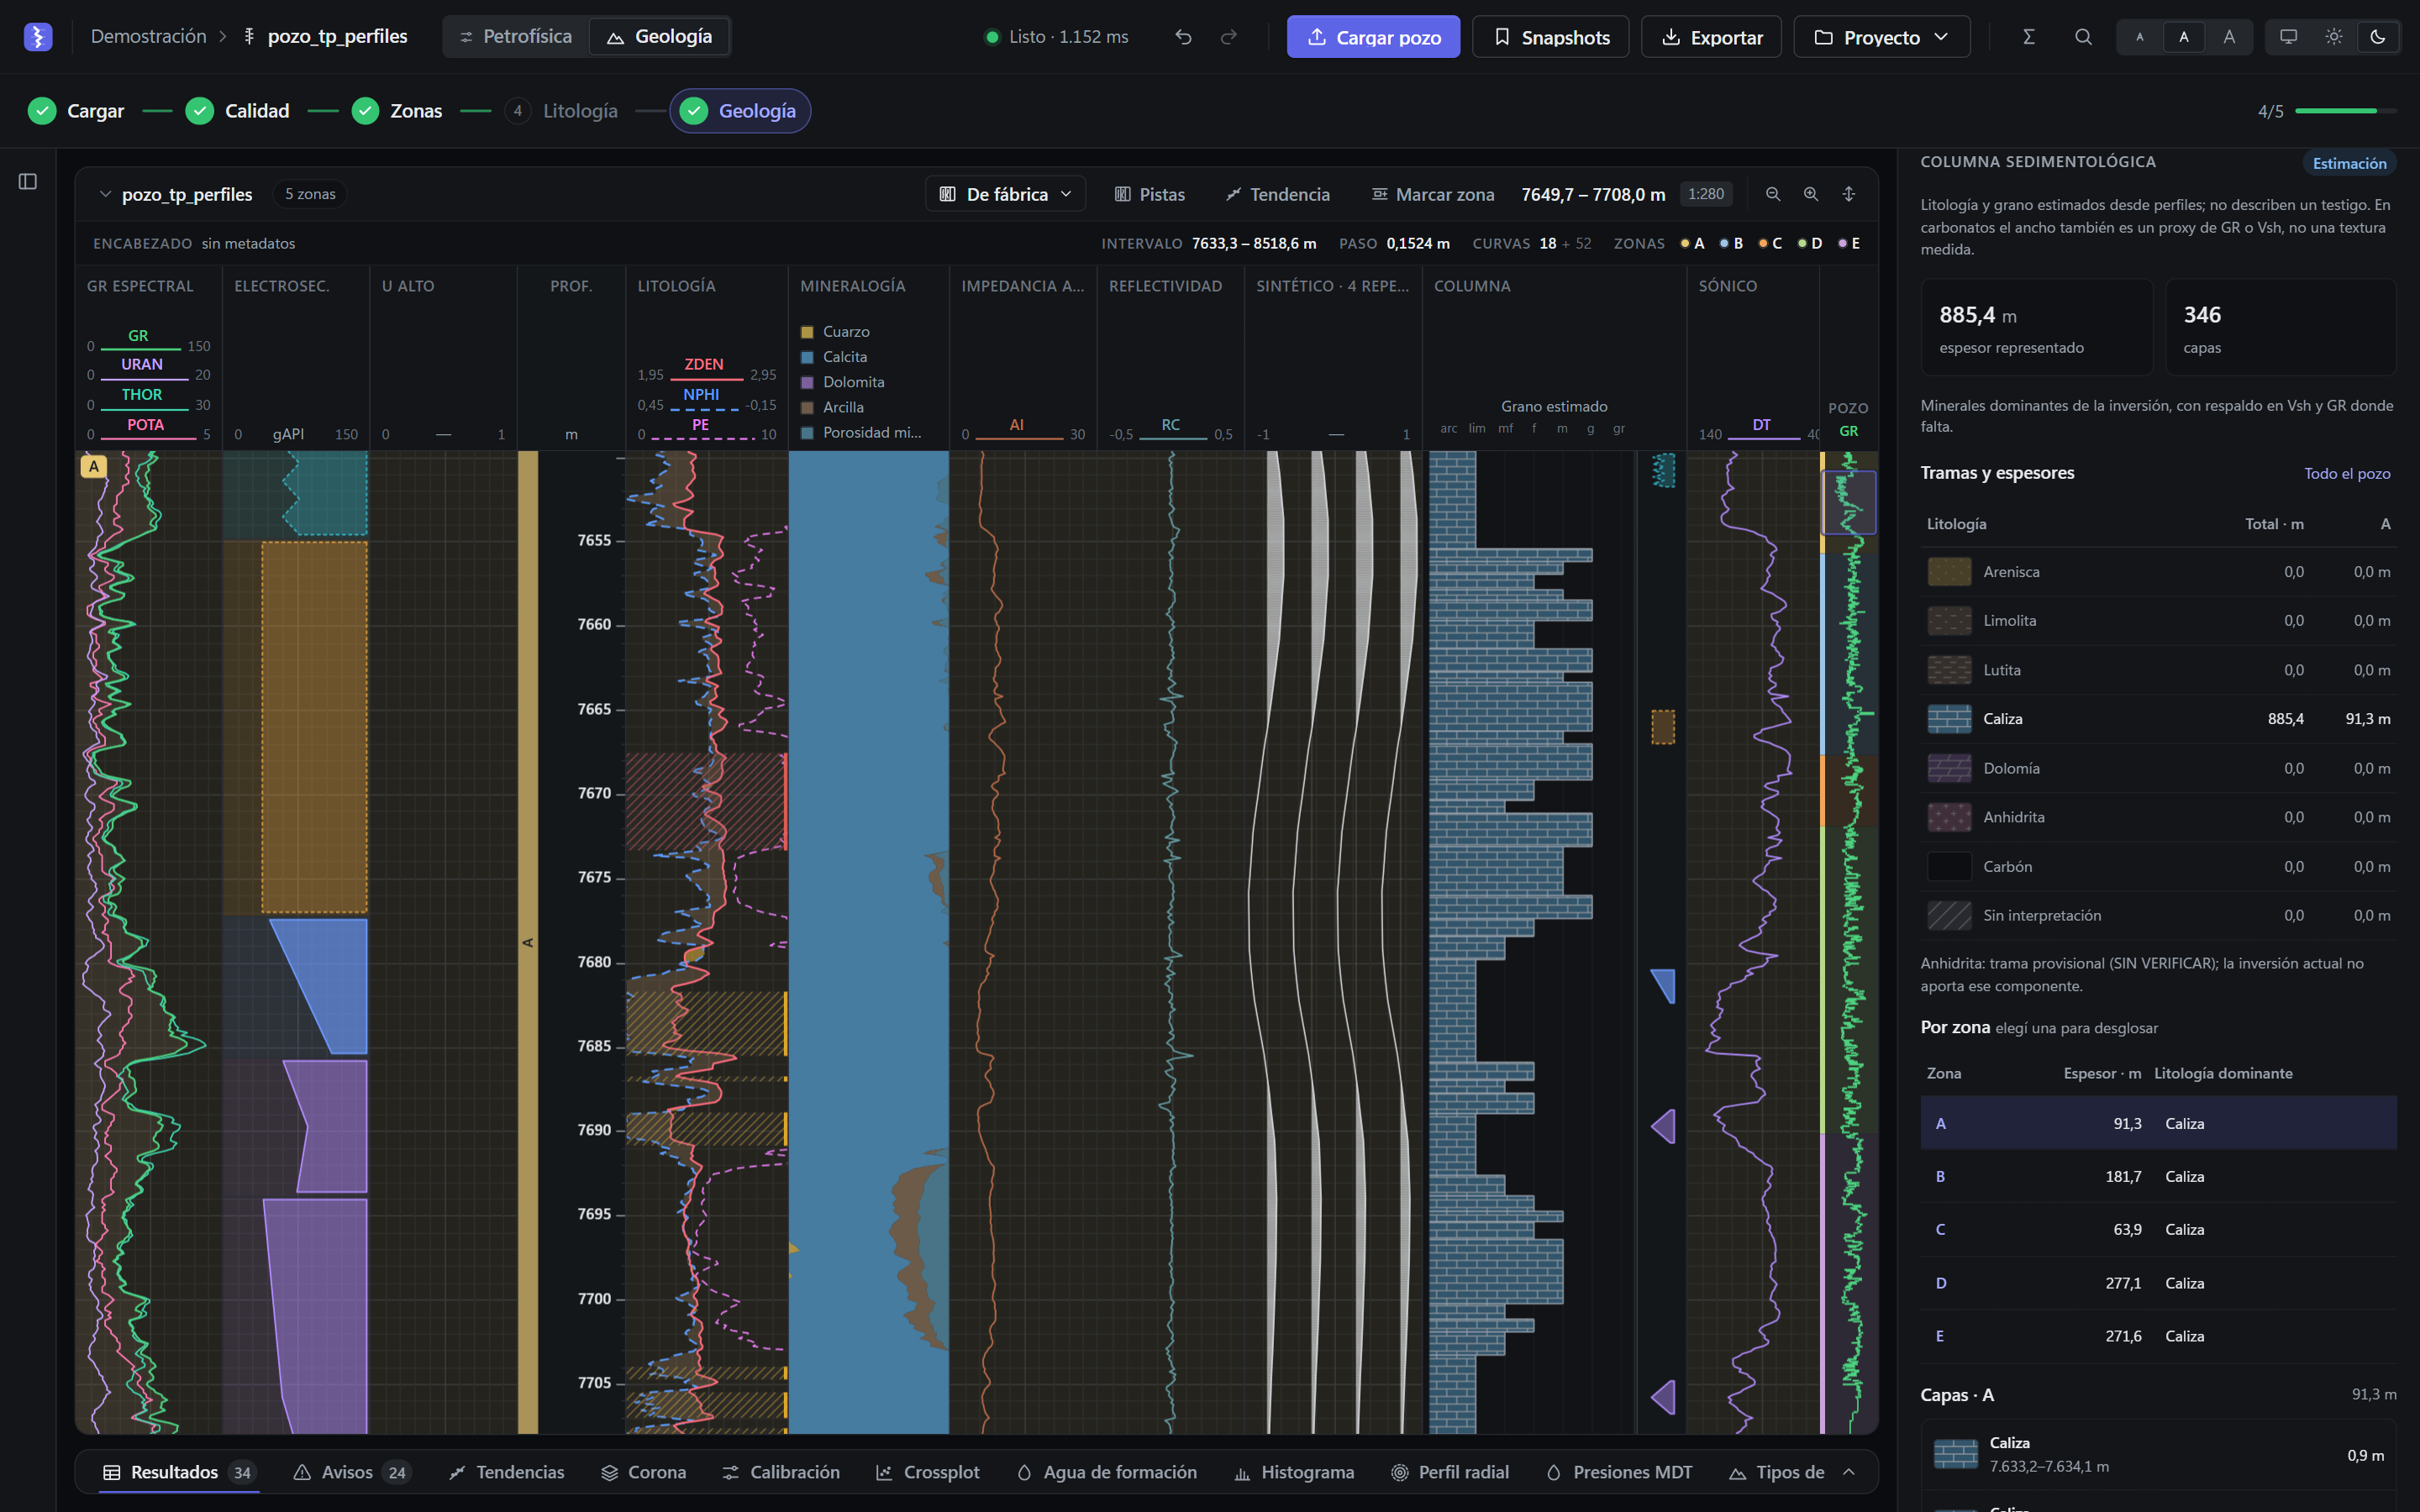 Demostración > pozo_tp_perfiles
Petrofísica
Geología
Listo · 1.152 ms
Cargar pozo
Snapshots
Exportar
Proyecto
Σ
A A A
Cargar
Calidad
Zonas
4 Litología
Geología
4/5
pozo_tp_perfiles
5 zonas
De fábrica
Pistas
Tendencia
Marcar zona
7649,7 – 7708,0 m
1:280
ENCABEZADO sin metadatos
INTERVALO 7633,3 – 8518,6 m
PASO 0,1524 m
CURVAS 18 + 52
ZONAS A B C D E
GR ESPECTRAL
0 GR 150
0 URAN 20
0 THOR 30
0 POTA 5
ELECTROSEC.
0 gAPI 150
U ALTO
0 — 1
PROF.
m
LITOLOGÍA
1,95 ZDEN 2,95
0,45 NPHI -0,15
0 PE 10
MINERALOGÍA
Cuarzo
Calcita
Dolomita
Arcilla
Porosidad mi...
IMPEDANCIA A...
0 AI 30
REFLECTIVIDAD
-0,5 RC 0,5
SINTÉTICO · 4 REPE...
-1 — 1
COLUMNA
Grano estimado
arc lim mf f m g gr
SÓNICO
140 DT 40
POZO
GR
A
A
7655
7660
7665
7670
7675
7680
7685
7690
7695
7700
7705
COLUMNA SEDIMENTOLÓGICA
Estimación
Litología y grano estimados desde perfiles; no describen un testigo. En
carbonatos el ancho también es un proxy de GR o Vsh, no una textura
medida.
885,4 m
espesor representado
346
capas
Minerales dominantes de la inversión, con respaldo en Vsh y GR donde
falta.
Tramas y espesores
Todo el pozo
Litología Total · m A
Arenisca 0,0 0,0 m
Limolita 0,0 0,0 m
Lutita 0,0 0,0 m
Caliza 885,4 91,3 m
Dolomía 0,0 0,0 m
Anhidrita 0,0 0,0 m
Carbón 0,0 0,0 m
Sin interpretación 0,0 0,0 m
Anhidrita: trama provisional (SIN VERIFICAR); la inversión actual no
aporta ese componente.
Por zona elegí una para desglosar
Zona Espesor · m Litología dominante
A 91,3 Caliza
B 181,7 Caliza
C 63,9 Caliza
D 277,1 Caliza
E 271,6 Caliza
Capas · A 91,3 m
Caliza
7.633,2–7.634,1 m
0,9 m
Resultados 34
Avisos 24
Tendencias
Corona
Calibración
Crossplot
Agua de formación
Histograma
Perfil radial
Presiones MDT
Tipos de